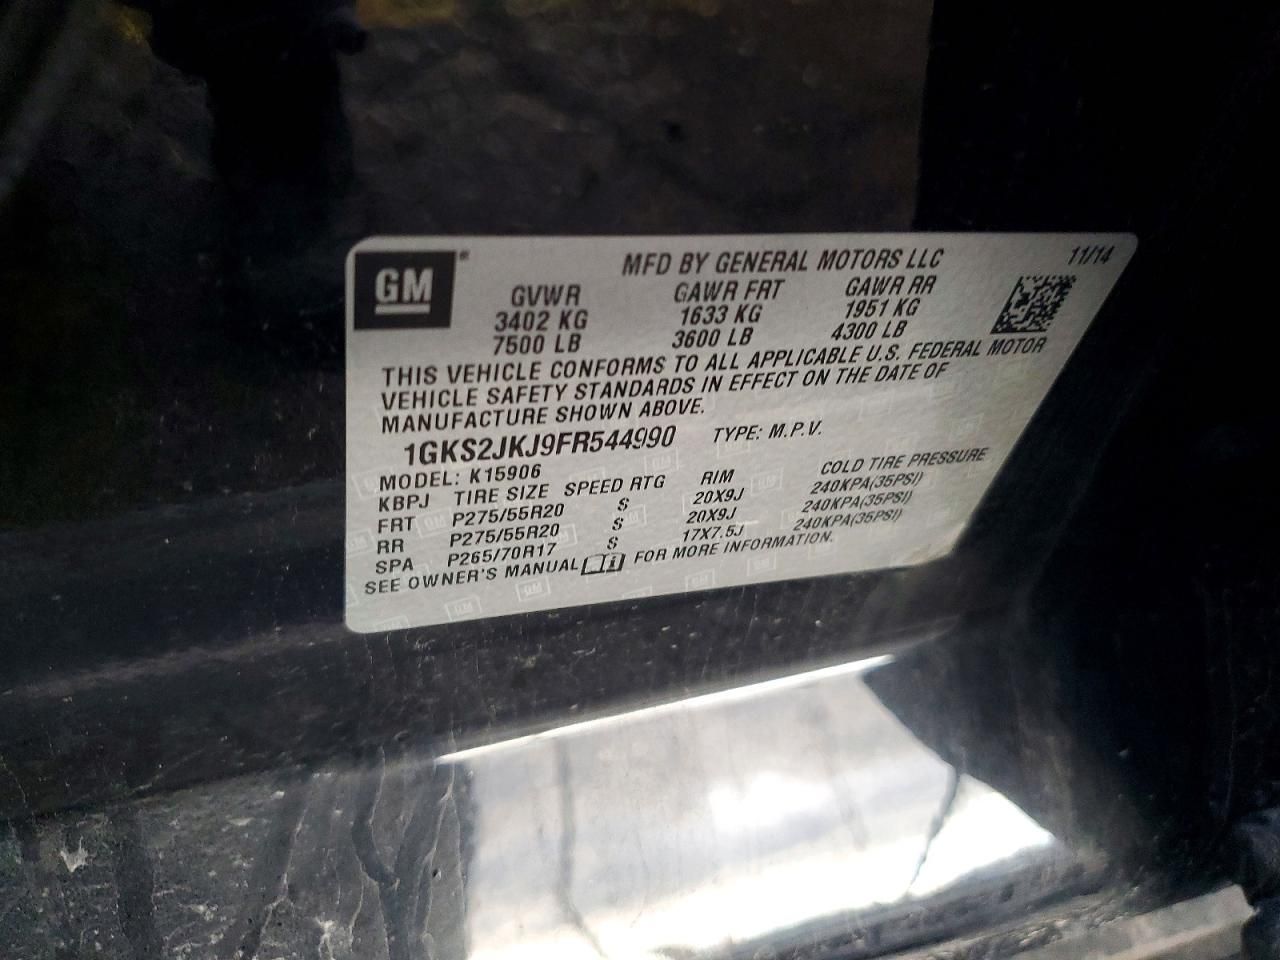 GM® MFD BY GENERAL MOTORS LLC 11/14
GVWR GAWR FRT GAWR RR
3402 KG 1633 KG 1951 KG
7500 LB 3600 LB 4300 LB
THIS VEHICLE CONFORMS TO ALL APPLICABLE U.S. FEDERAL MOTOR
VEHICLE SAFETY STANDARDS IN EFFECT ON THE DATE OF
MANUFACTURE SHOWN ABOVE.
1GKS2JKJ9FR544990 TYPE: M.P.V.
MODEL: K15906
KBPJ TIRE SIZE SPEED RTG RIM COLD TIRE PRESSURE
FRT P275/55R20 S 20X9J 240KPA(35PSI)
RR P275/55R20 S 20X9J 240KPA(35PSI)
SPA P265/70R17 S 17X7.5J 240KPA(35PSI)
SEE OWNER'S MANUAL FOR MORE INFORMATION.